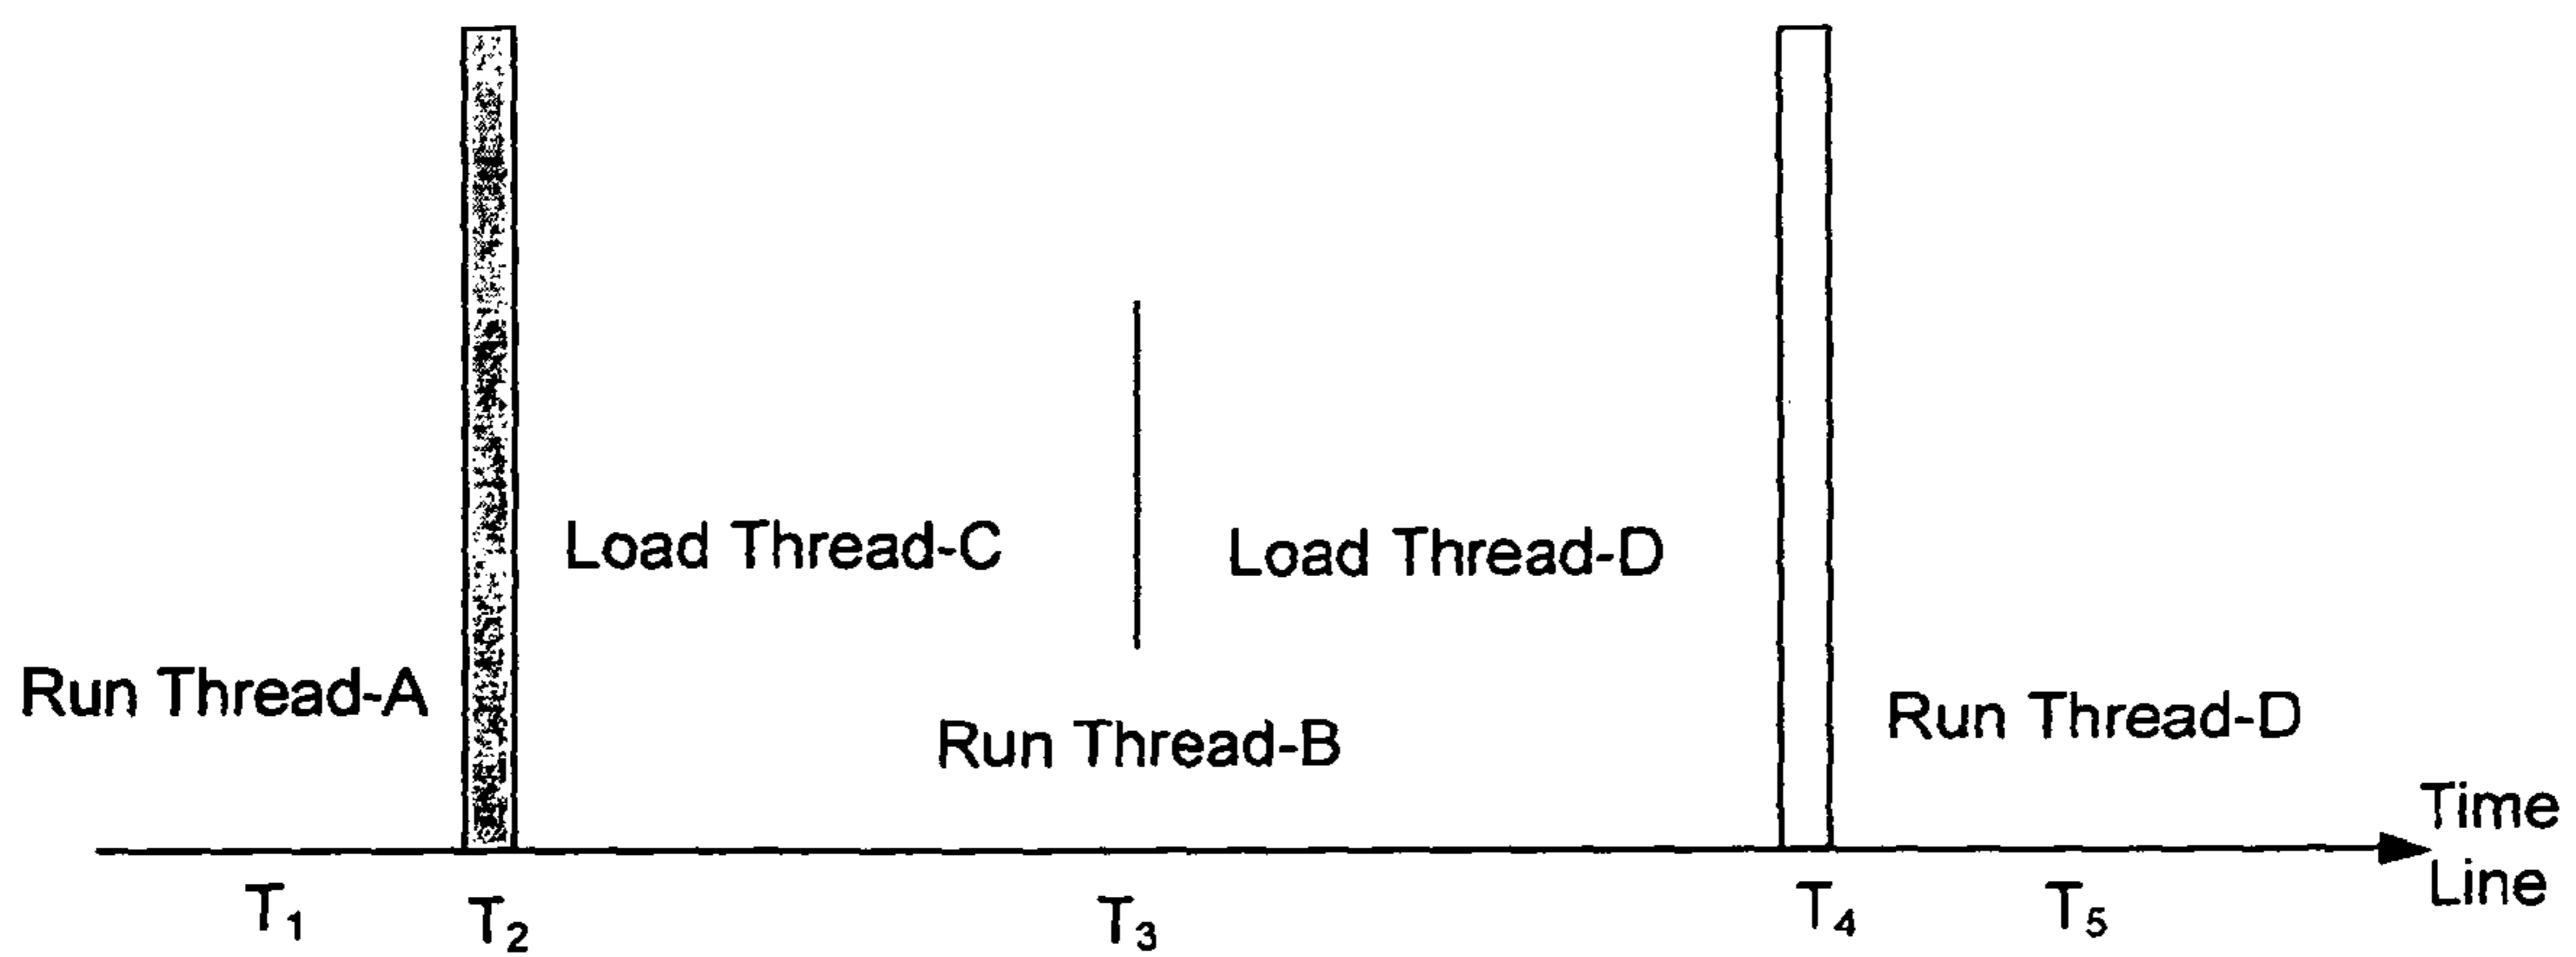 Load Thread-C
Load Thread-D
Run Thread-A
Run Thread-B
Run Thread-D
Time
Line
T₁
T₂
T₃
T₄
T₅